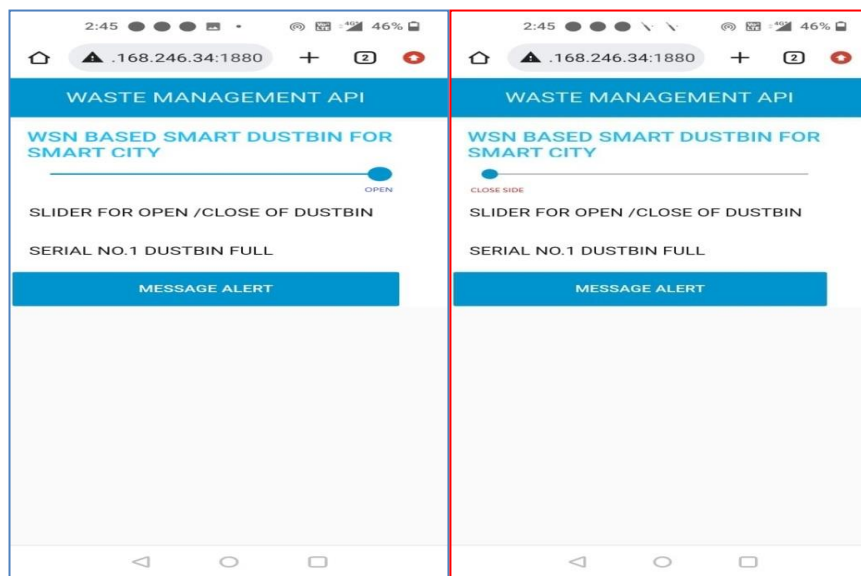 2:45 46%
.168.246.34:1880 2
WASTE MANAGEMENT API
WSN BASED SMART DUSTBIN FOR
SMART CITY
OPEN
SLIDER FOR OPEN /CLOSE OF DUSTBIN
SERIAL NO.1 DUSTBIN FULL
MESSAGE ALERT
2:45 46%
.168.246.34:1880 2
WASTE MANAGEMENT API
WSN BASED SMART DUSTBIN FOR
SMART CITY
CLOSE SIDE
SLIDER FOR OPEN /CLOSE OF DUSTBIN
SERIAL NO.1 DUSTBIN FULL
MESSAGE ALERT